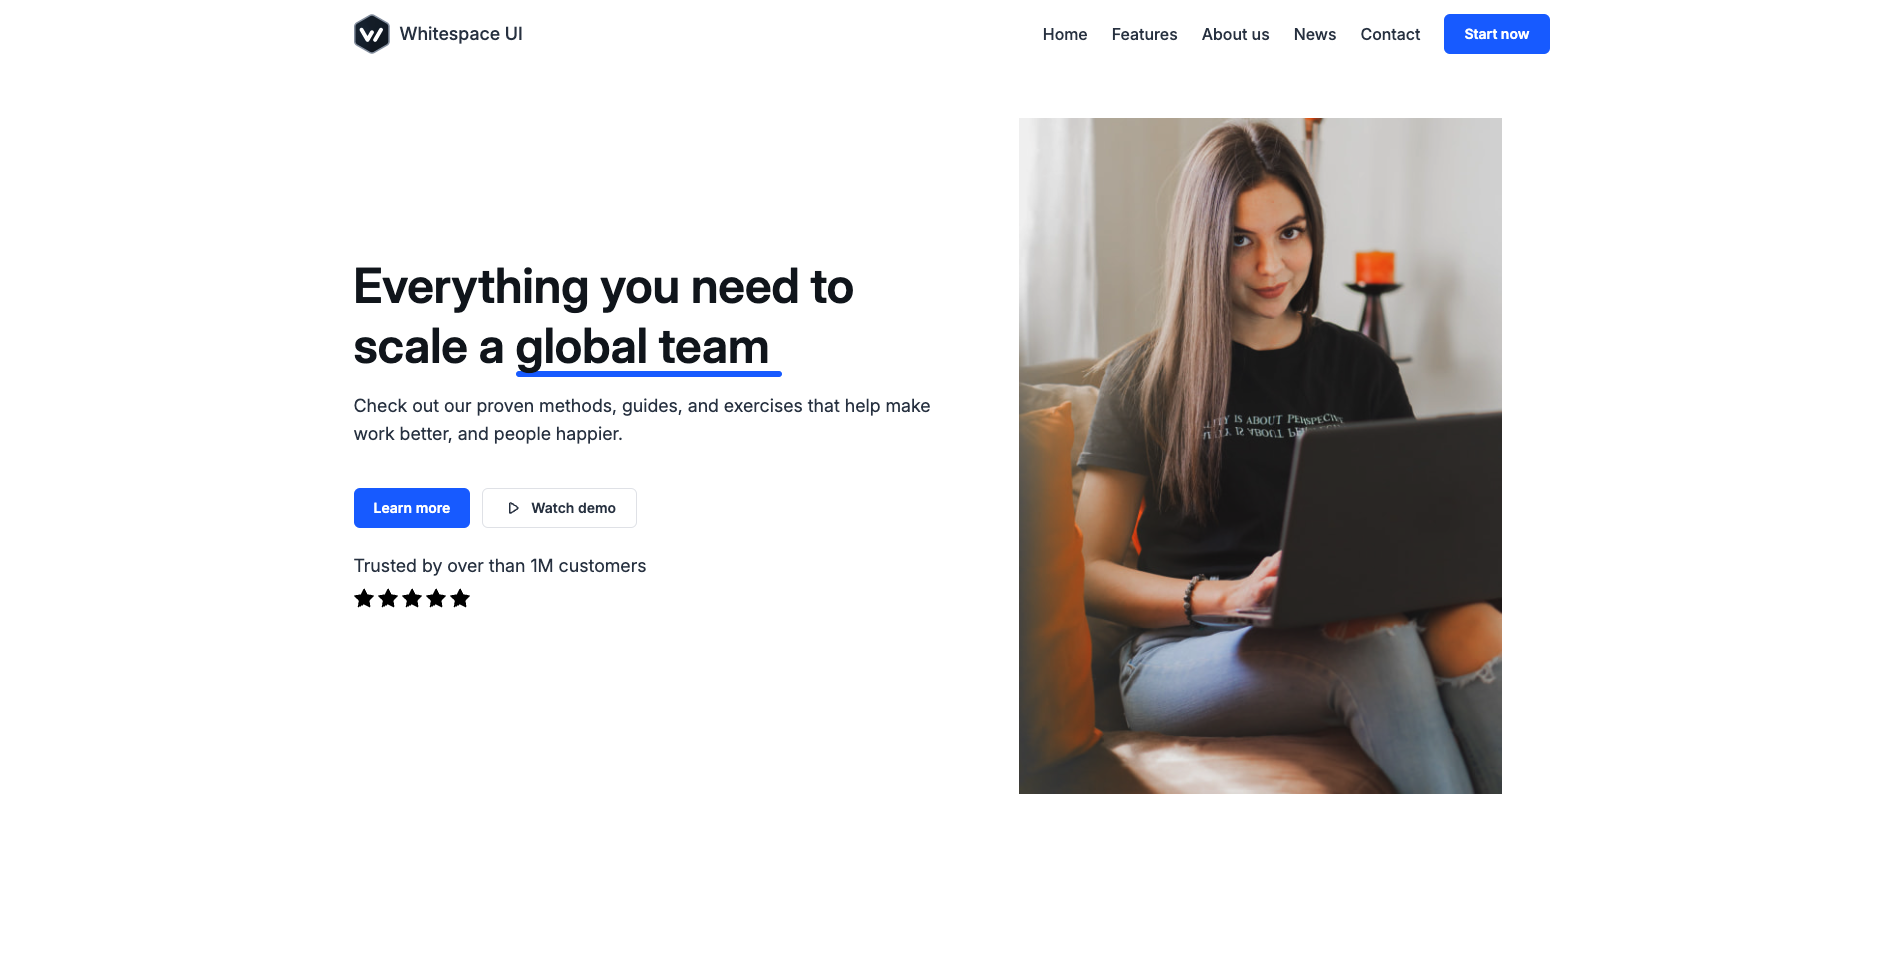 Whitespace UI
Home Features About us News Contact Start now
Everything you need to
scale a global team
Check out our proven methods, guides, and exercises that help make
work better, and people happier.
Learn more Watch demo
Trusted by over than 1M customers
IS ABOUT PERSPECTIVE